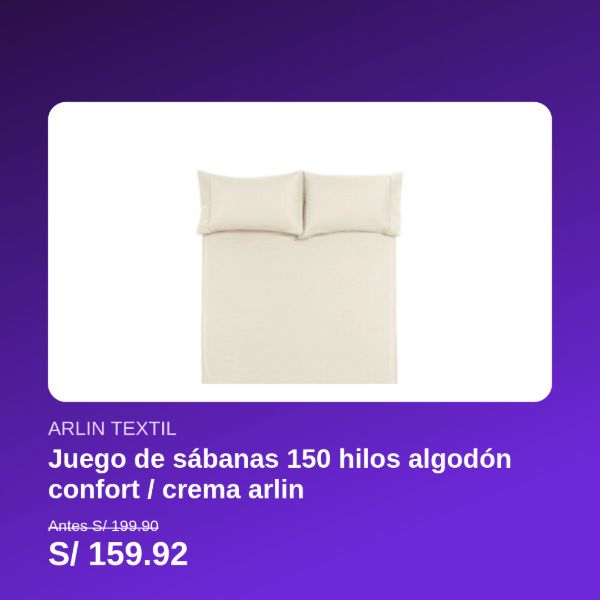 ARLIN TEXTIL
Juego de sábanas 150 hilos algodón
confort / crema arlin
Antes S/ 199.90
S/ 159.92